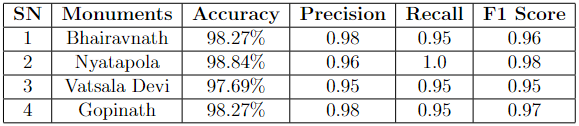 SN Monuments Accuracy Precision Recall F1 Score
1 Bhairavnath 98.27% 0.98 0.95 0.96
2 Nyatapola 98.84% 0.96 1.0 0.98
3 Vatsala Devi 97.69% 0.95 0.95 0.95
4 Gopinath 98.27% 0.98 0.95 0.97